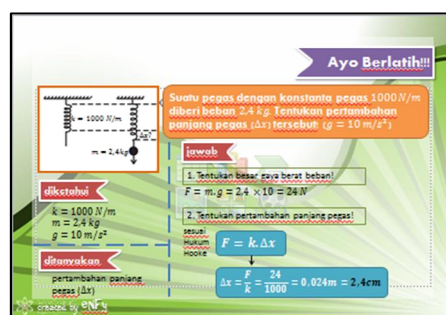 Ayo Berlatih!!!
k = 1000 N/m
Δx?
m = 2,4kg
Suatu pegas dengan konstanta pegas 1000 N/m
diberi beban 2,4 kg. Tentukan pertambahan
panjang pegas (Δx) tersebut! (g = 10 m/s²)
diketahui
k = 1000 N/m
m = 2,4 kg
g = 10 m/s²
ditanyakan
pertambahan panjang
pegas (Δx)
jawab
1. Tentukan besar gaya berat beban!
F = m.g = 2,4 × 10 = 24 N
2. Tentukan pertambahan panjang pegas!
sesuai
Hukum
Hooke
F = k.Δx
Δx = F/k = 24/1000 = 0,024m = 2,4cm
created by eNFy